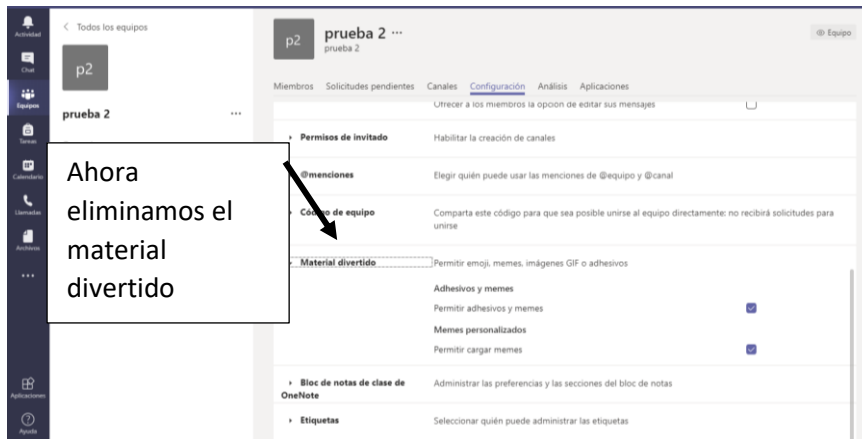 Actividad
Chat
Equipos
Tareas
Calendario
Llamadas
Archivos
Aplicaciones
Ayuda
Todos los equipos
p2
prueba 2
Ahora
eliminamos el
material
divertido
p2
prueba 2
prueba 2
Equipo
Miembros Solicitudes pendientes Canales Configuración Análisis Aplicaciones
Ofrecer a los miembros la opción de editar sus mensajes
Permisos de invitado
Habilitar la creación de canales
@menciones
Elegir quién puede usar las menciones de @equipo y @canal
Código de equipo
Comparta este código para que sea posible unirse al equipo directamente: no recibirá solicitudes para
unirse
Material divertido
Permitir emoji, memes, imágenes GIF o adhesivos
Adhesivos y memes
Permitir adhesivos y memes
Memes personalizados
Permitir cargar memes
Bloc de notas de clase de
OneNote
Administrar las preferencias y las secciones del bloc de notas
Etiquetas
Seleccionar quién puede administrar las etiquetas